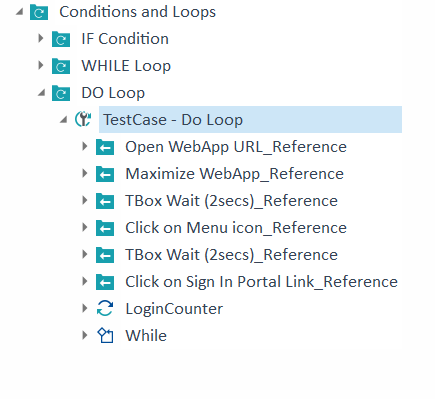 Conditions and Loops
IF Condition
WHILE Loop
DO Loop
TestCase - Do Loop
Open WebApp URL_Reference
Maximize WebApp_Reference
TBox Wait (2secs)_Reference
Click on Menu icon_Reference
TBox Wait (2secs)_Reference
Click on Sign In Portal Link_Reference
LoginCounter
While